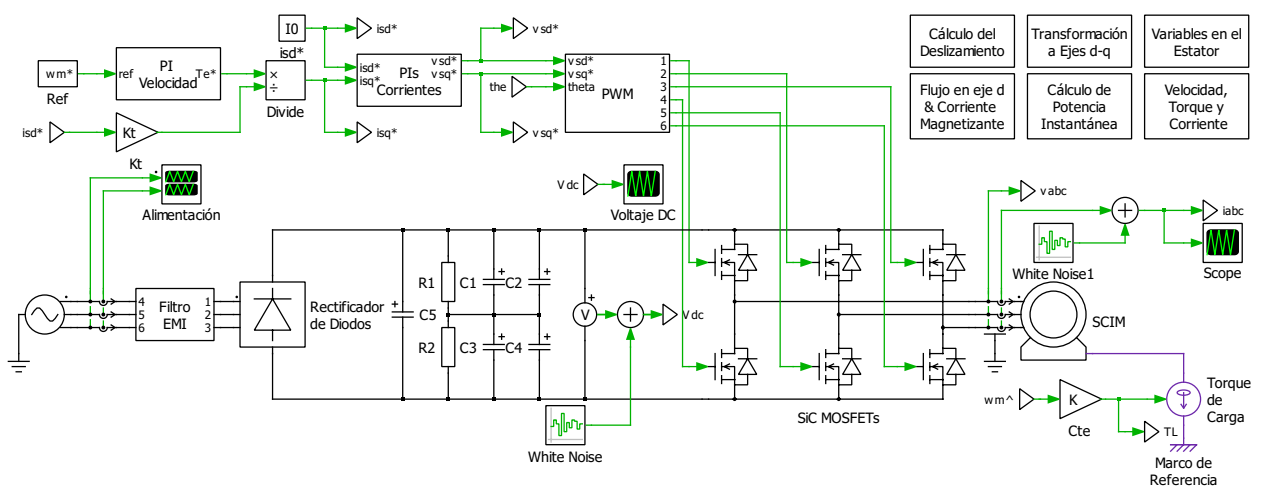 I0
isd*
isd*
vsd*
Cálculo del
Deslizamiento
Transformación
a Ejes d-q
Variables en el
Estator
Flujo en eje d
& Corriente
Magnetizante
Cálculo de
Potencia
Instantánea
Velocidad,
Torque y
Corriente
wm*
Ref
ref
PI
Velocidad
Te*
×
÷
Divide
isd*
isq*
PIs
Corrientes
vsd*
vsq*
isq*
vsq*
the
vsd*
vsq*
theta
PWM
1
2
3
4
5
6
isd*
Kt
Kt
Alimentación
Vdc
Voltaje DC
vabc
iabc
White Noise1
Scope
4
5
6
Filtro
EMI
1
2
3
Rectificador
de Diodos
C5
R1
C1
C2
R2
C3
C4
V
Vdc
White Noise
SiC MOSFETs
SCIM
wm^
K
Cte
TL
Torque
de
Carga
Marco de
Referencia